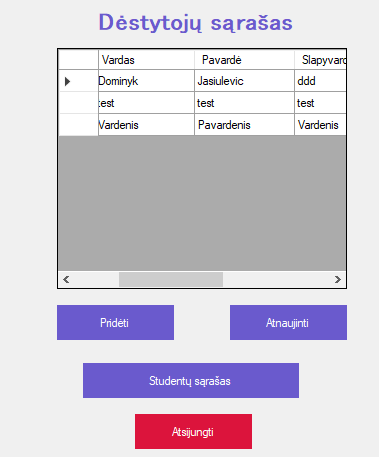 Dėstytojų sąrašas
Vardas Pavardė Slapyvard
Dominyk Jasiulevic ddd
test test test
Vardenis Pavardenis Vardenis
Pridėti Atnaujinti
Studentų sąrašas
Atsijungti